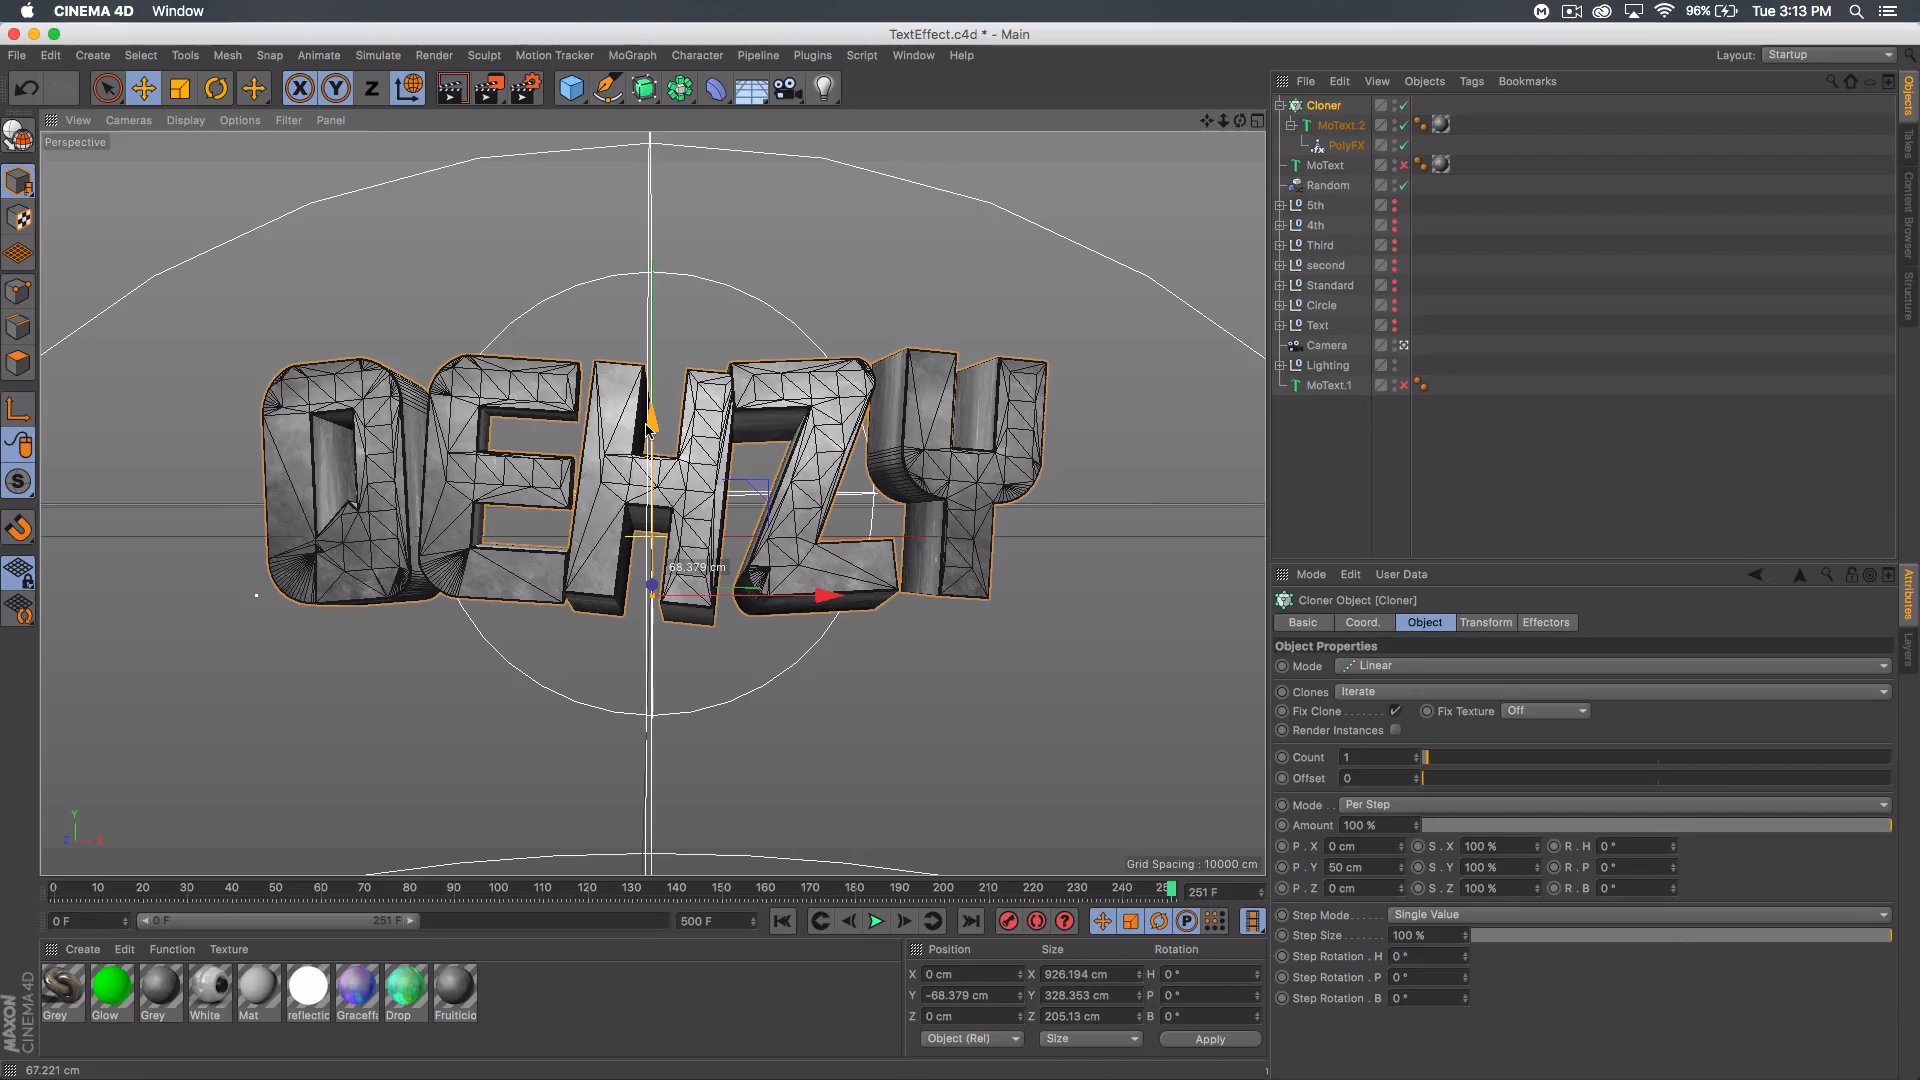 CINEMA 4D Window
96% Tue 3:13 PM
TextEffect.c4d * - Main
File Edit Create Select Tools Mesh Snap Animate Simulate Render Sculpt Motion Tracker MoGraph Character Pipeline Plugins Script Window Help
Layout: Startup
X Y Z
View Cameras Display Options Filter Panel
Perspective
68.379 cm
Y
Z X
Grid Spacing : 10000 cm
0 10 20 30 40 50 60 70 80 90 100 110 120 130 140 150 160 170 180 190 200 210 220 230 240
251 F
0 F
0 F 251 F
500 F
Create Edit Function Texture
Grey Glow Grey White Mat reflectic Graceffa Drop Fruiticio
MAXON
CINEMA 4D
67.221 cm
Position Size Rotation
X 0 cm X 926.194 cm H 0 °
Y -68.379 cm Y 328.353 cm P 0 °
Z 0 cm Z 205.13 cm B 0 °
Object (Rel) Size Apply
File Edit View Objects Tags Bookmarks
Cloner
MoText.2
PolyFX
MoText
Random
5th
4th
Third
second
Standard
Circle
Text
Camera
Lighting
MoText.1
Objects
Takes
Content Browser
Structure
Mode Edit User Data
Cloner Object [Cloner]
Basic Coord. Object Transform Effectors
Object Properties
Mode Linear
Clones Iterate
Fix Clone . . . . . . . Fix Texture Off
Render Instances
Count 1
Offset 0
Mode . . Per Step
Amount 100 %
P . X 0 cm S . X 100 % R . H 0 °
P . Y 50 cm S . Y 100 % R . P 0 °
P . Z 0 cm S . Z 100 % R . B 0 °
Step Mode. . . . . . Single Value
Step Size . . . . . . . 100 %
Step Rotation . H 0 °
Step Rotation . P 0 °
Step Rotation . B 0 °
Attributes
Layers